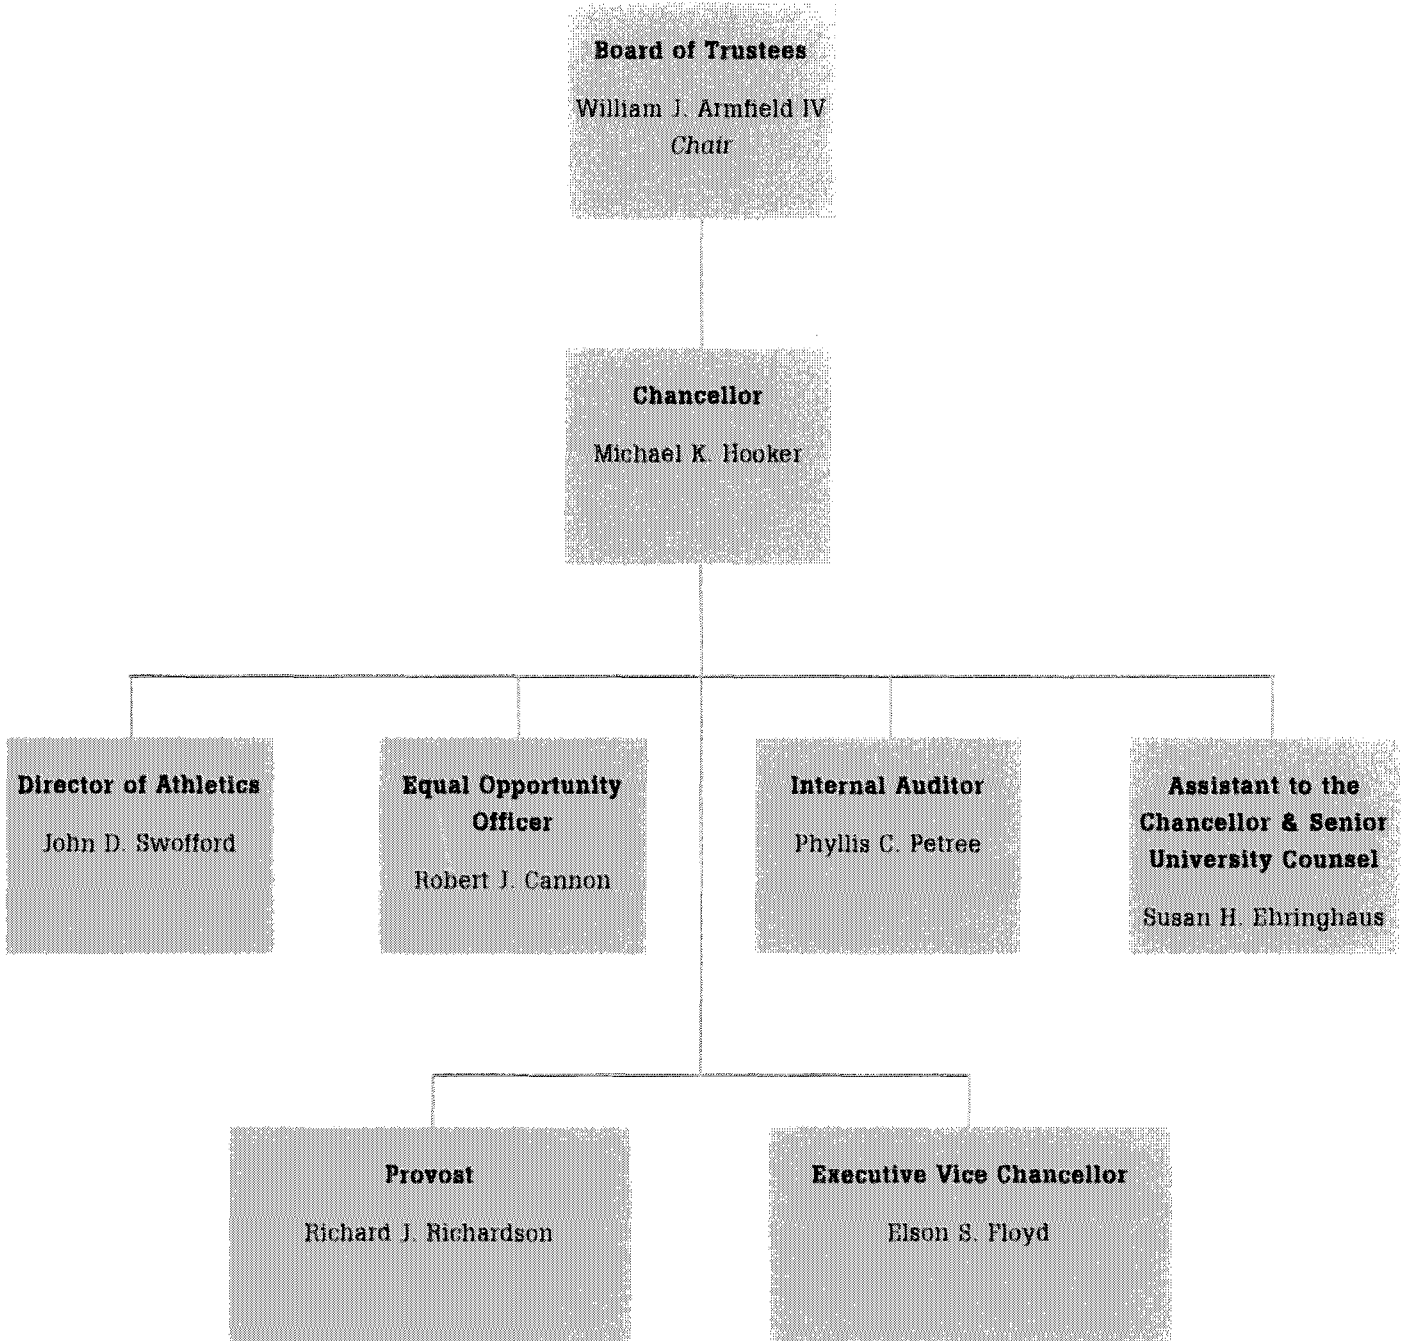 Board of Trustees
William J. Armfield IV
Chair
Chancellor
Michael K. Hooker
Director of Athletics
John D. Swofford
Equal Opportunity
Officer
Robert J. Cannon
Internal Auditor
Phyllis C. Petree
Assistant to the
Chancellor & Senior
University Counsel
Susan H. Ehringhaus
Provost
Richard J. Richardson
Executive Vice Chancellor
Elson S. Floyd